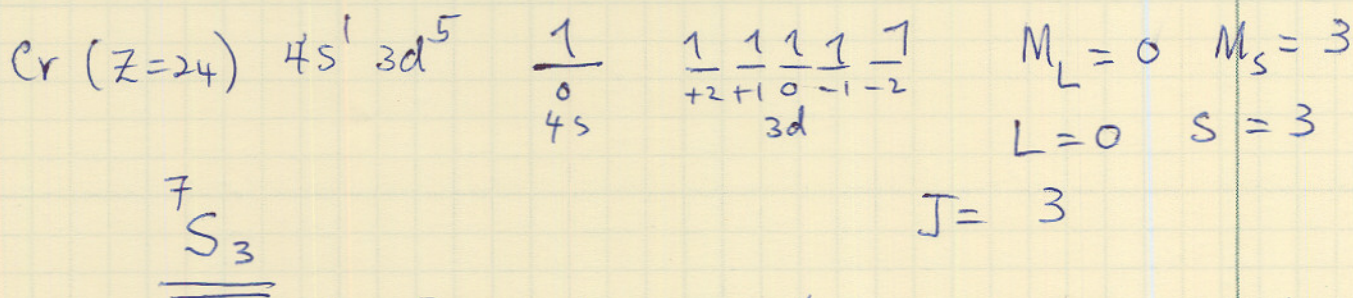 Cr (Z=24) 4s¹ 3d⁵ 1 1 1 1 1 1 M_L = 0 M_S = 3
0 +2 +1 0 -1 -2
4s 3d L = 0 S = 3
J = 3
⁷S₃